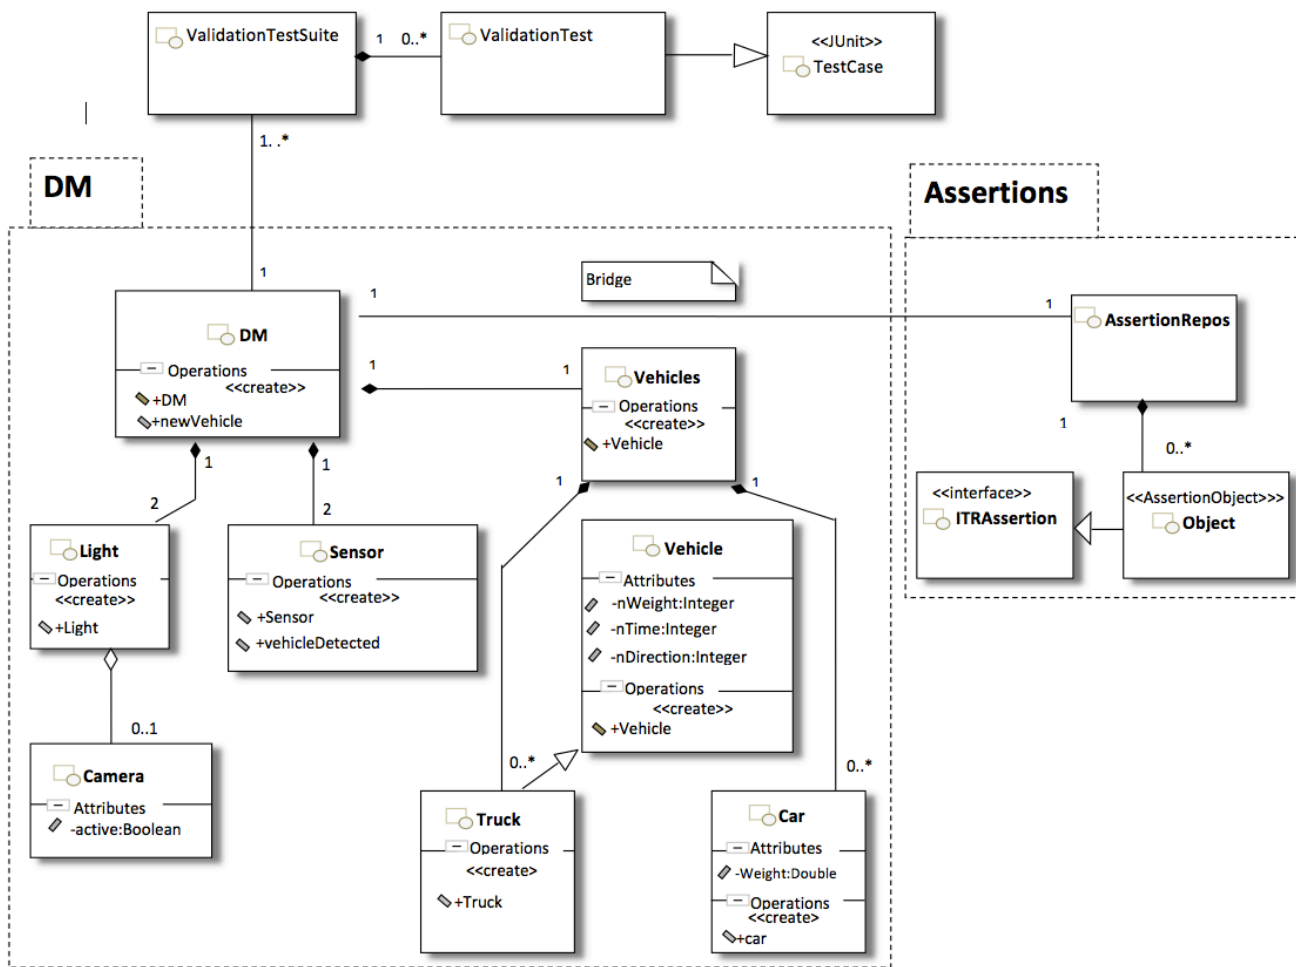 ValidationTestSuite
1
0..*
ValidationTest
<<JUnit>>
TestCase
1. .*
DM
Assertions
1
Bridge
1
1
DM
Operations
<<create>>
+DM
+newVehicle
1
1
Vehicles
Operations
<<create>>
+Vehicle
AssertionRepos
1
0..*
1
2
1
2
1
1
Light
Operations
<<create>>
+Light
Sensor
Operations
<<create>>
+Sensor
+vehicleDetected
Vehicle
Attributes
-nWeight:Integer
-nTime:Integer
-nDirection:Integer
Operations
<<create>>
+Vehicle
<<interface>>
ITRAssertion
<<AssertionObject>>>
Object
0..1
0..*
0..*
Camera
Attributes
-active:Boolean
Truck
Operations
<<create>
+Truck
Car
Attributes
-Weight:Double
Operations
<<create>
+car